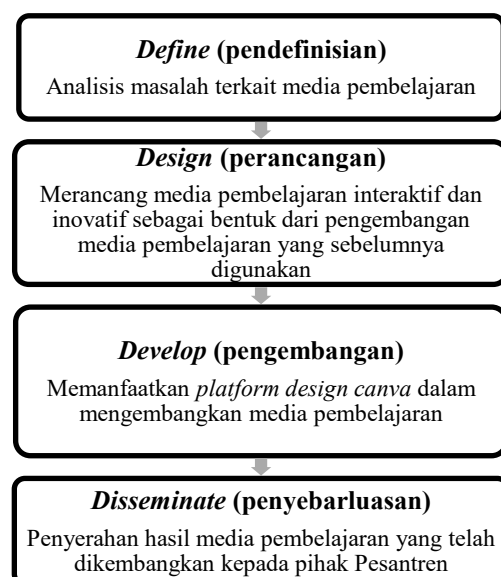 Define (pendefinisian)
Analisis masalah terkait media pembelajaran
Design (perancangan)
Merancang media pembelajaran interaktif dan
inovatif sebagai bentuk dari pengembangan
media pembelajaran yang sebelumnya
digunakan
Develop (pengembangan)
Memanfaatkan platform design canva dalam
mengembangkan media pembelajaran
Disseminate (penyebarluasan)
Penyerahan hasil media pembelajaran yang telah
dikembangkan kepada pihak Pesantren